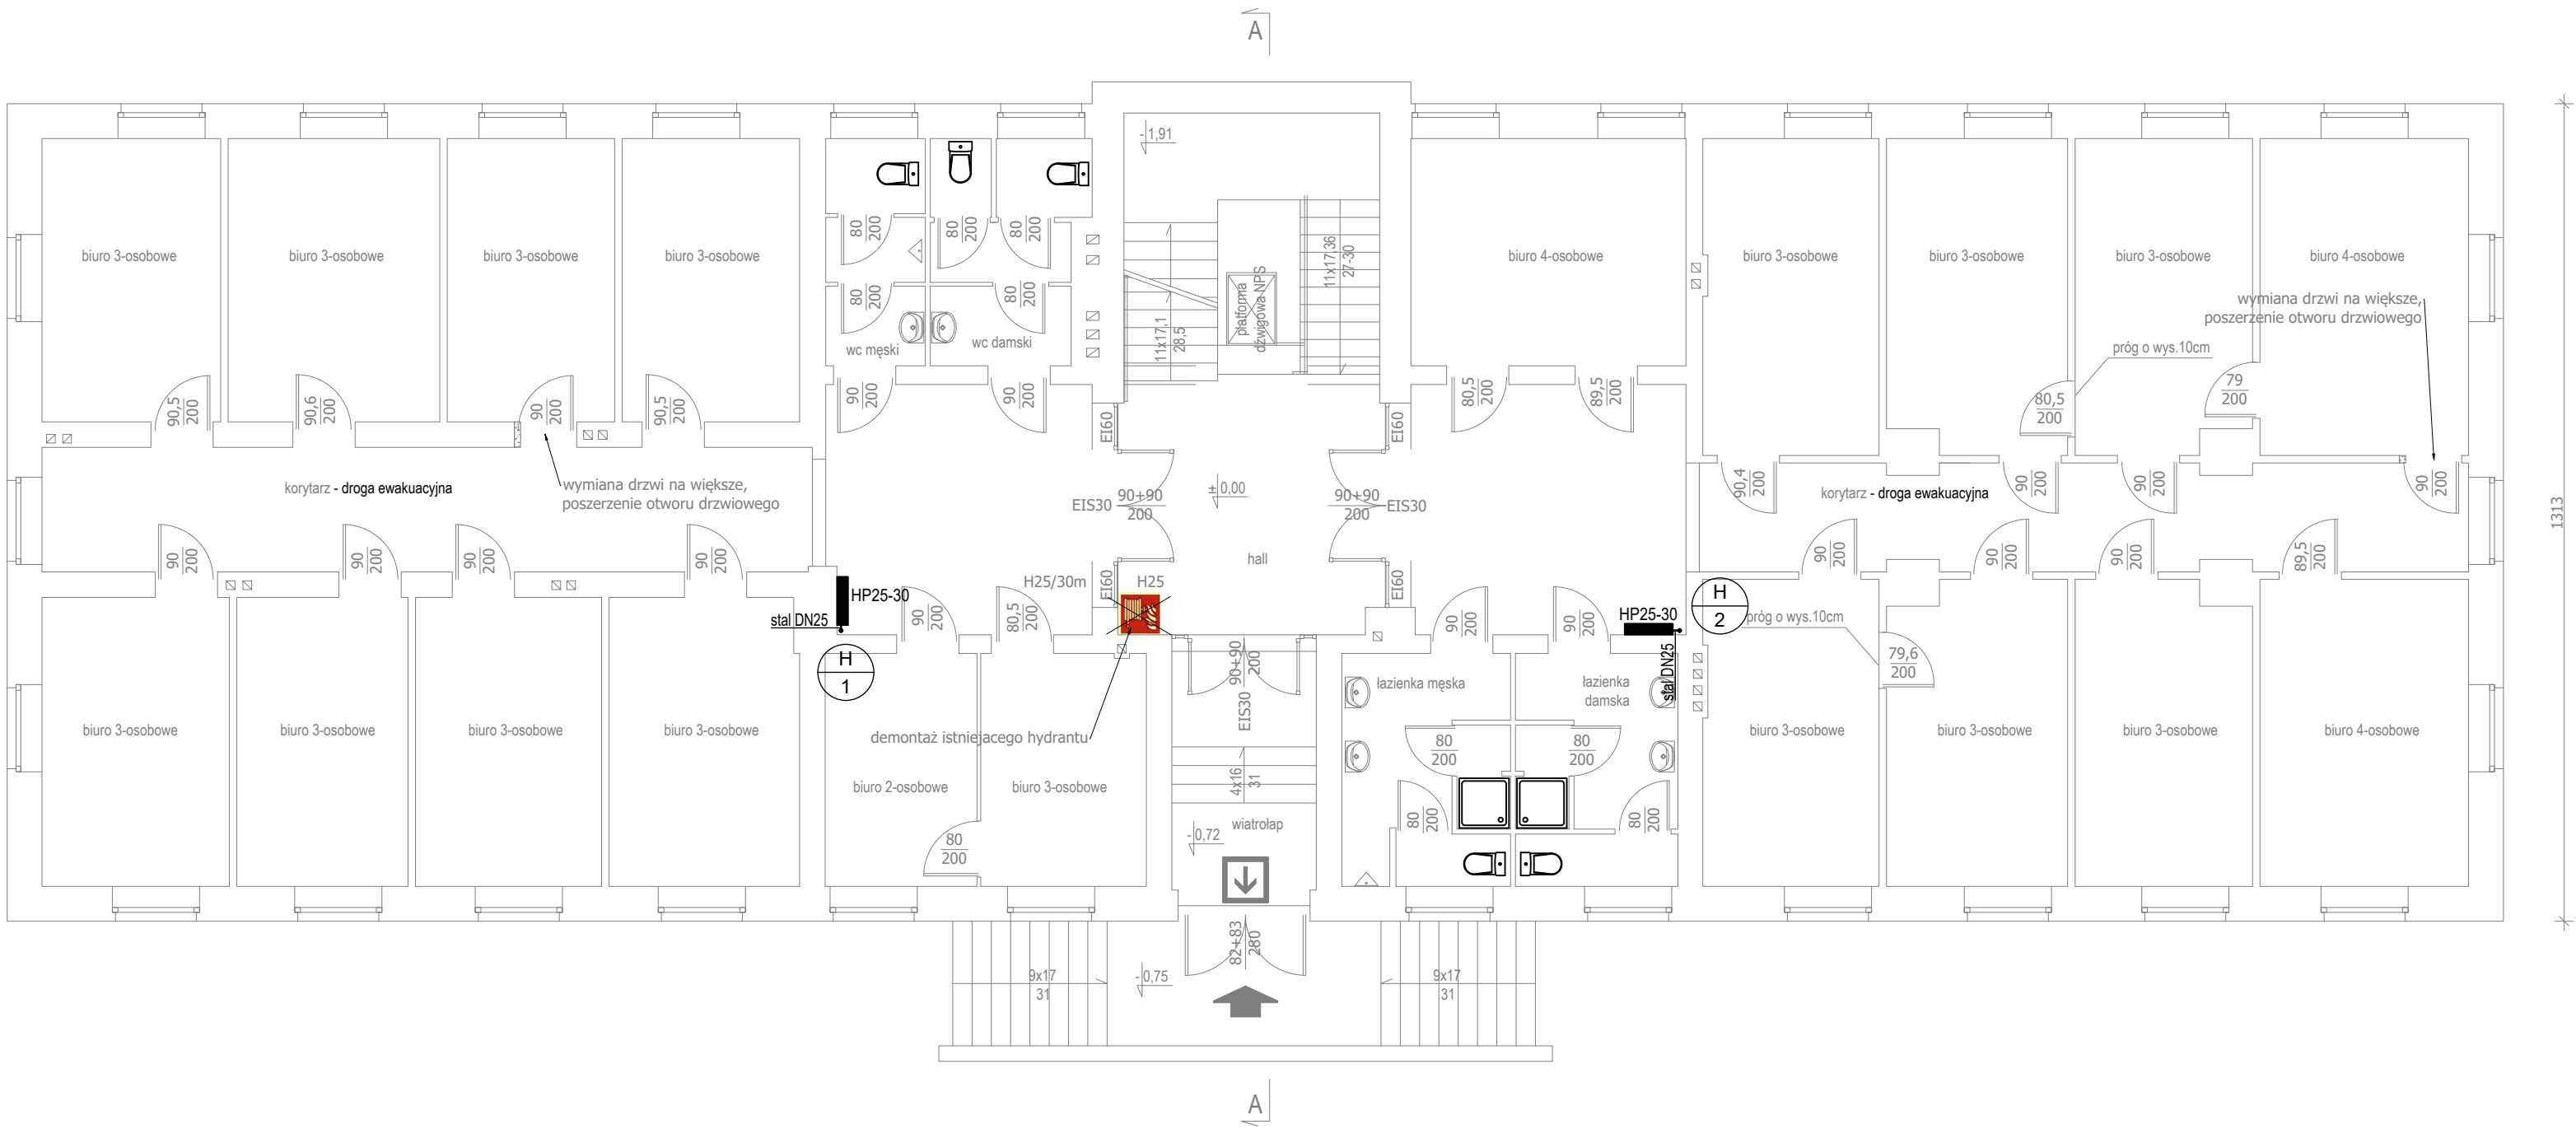 A
- 1,91
biuro 3-osobowe
biuro 3-osobowe
biuro 3-osobowe
biuro 3-osobowe
80
200
80
200
80
200
80
200
80
200
wc męski
wc damski
11x17,1
28,5
platforma
dźwigowa NPS
11x17,36
27-30
biuro 4-osobowe
biuro 3-osobowe
biuro 3-osobowe
biuro 3-osobowe
biuro 4-osobowe
wymiana drzwi na większe,
poszerzenie otworu drzwiowego
próg o wys.10cm
90,5
200
90,6
200
90
200
90,5
200
90
200
90
200
EI60
EI60
80,5
200
89,5
200
80,5
200
79
200
korytarz - droga ewakuacyjna
wymiana drzwi na większe,
poszerzenie otworu drzwiowego
EIS30
90+90
200
± 0,00
90+90
200
EIS30
90,4
200
korytarz - droga ewakuacyjna
90
200
90
200
90
200
1313
90
200
90
200
90
200
90
200
hall
90
200
90
200
90
200
89,5
200
HP25-30
stal DN25
H
1
90
200
80,5
200
H25/30m
EI60
H25
EI60
90
200
90
200
HP25-30
stal DN25
H
2
próg o wys.10cm
79,6
200
90+90
200
EIS30
łazienka męska
łazienka
damska
biuro 3-osobowe
biuro 3-osobowe
biuro 3-osobowe
biuro 3-osobowe
demontaż istniejacego hydrantu
biuro 2-osobowe
biuro 3-osobowe
80
200
4x16
31
wiatrołap
- 0,72
80
200
80
200
80
200
80
200
biuro 3-osobowe
biuro 3-osobowe
biuro 3-osobowe
biuro 4-osobowe
82+83
280
9x17
31
- 0,75
9x17
31
A